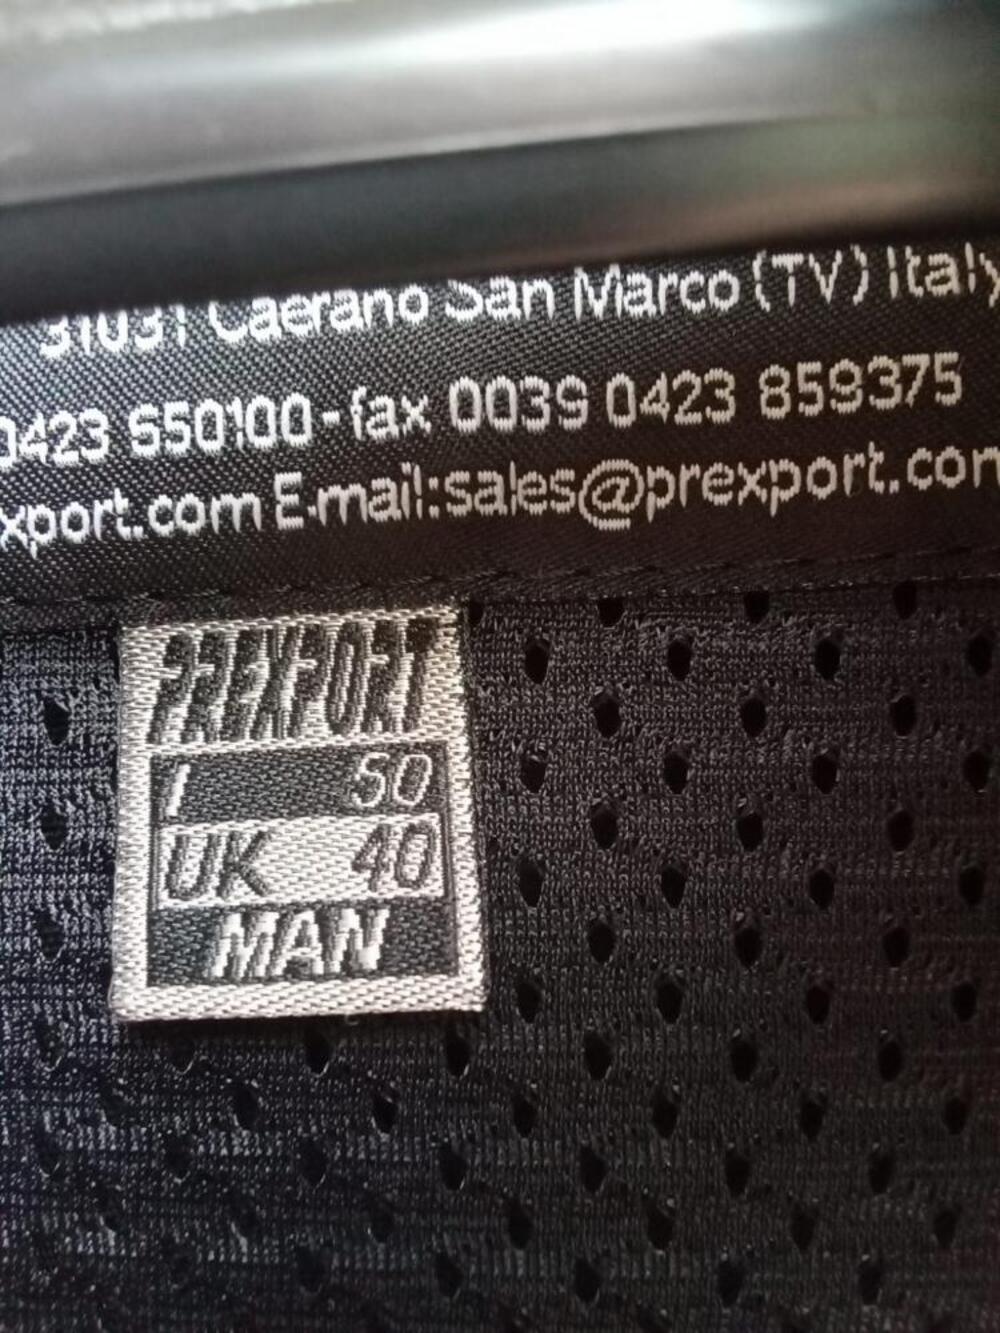 31031 Caerano San Marco (TV) Italy
0423 650100 - fax 0039 0423 859375
xport.com E-mail:sales@prexport.com
PREXPORT
I 50
UK 40
MAN